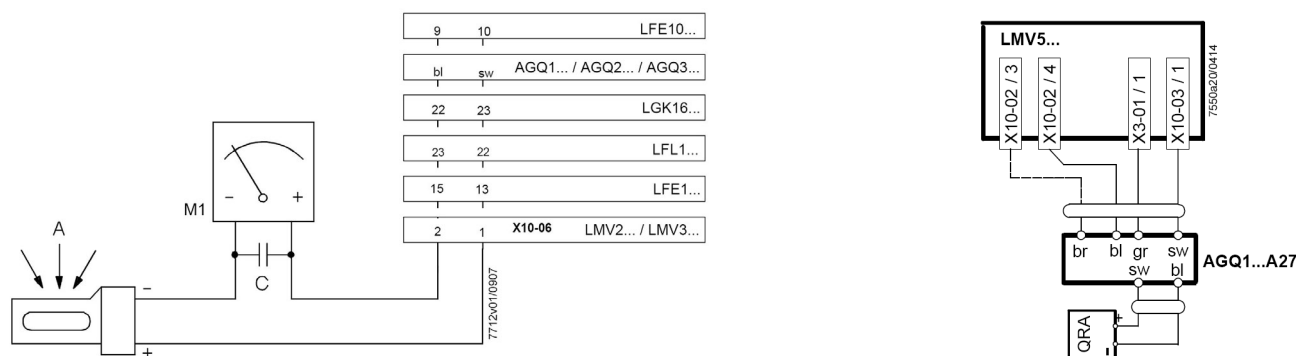 9 10 LFE10...
bl sw AGQ1... / AGQ2... / AGQ3...
22 23 LGK16...
23 22 LFL1...
15 13 LFE1...
2 1 X10-06 LMV2... / LMV3...
M1
- +
A
C
-
+
7712v01/0907
LMV5...
X10-02 / 3
X10-02 / 4
X3-01 / 1
X10-03 / 1
7550a20/0414
br bl gr sw
sw bl
AGQ1...A27
QRA
+
-